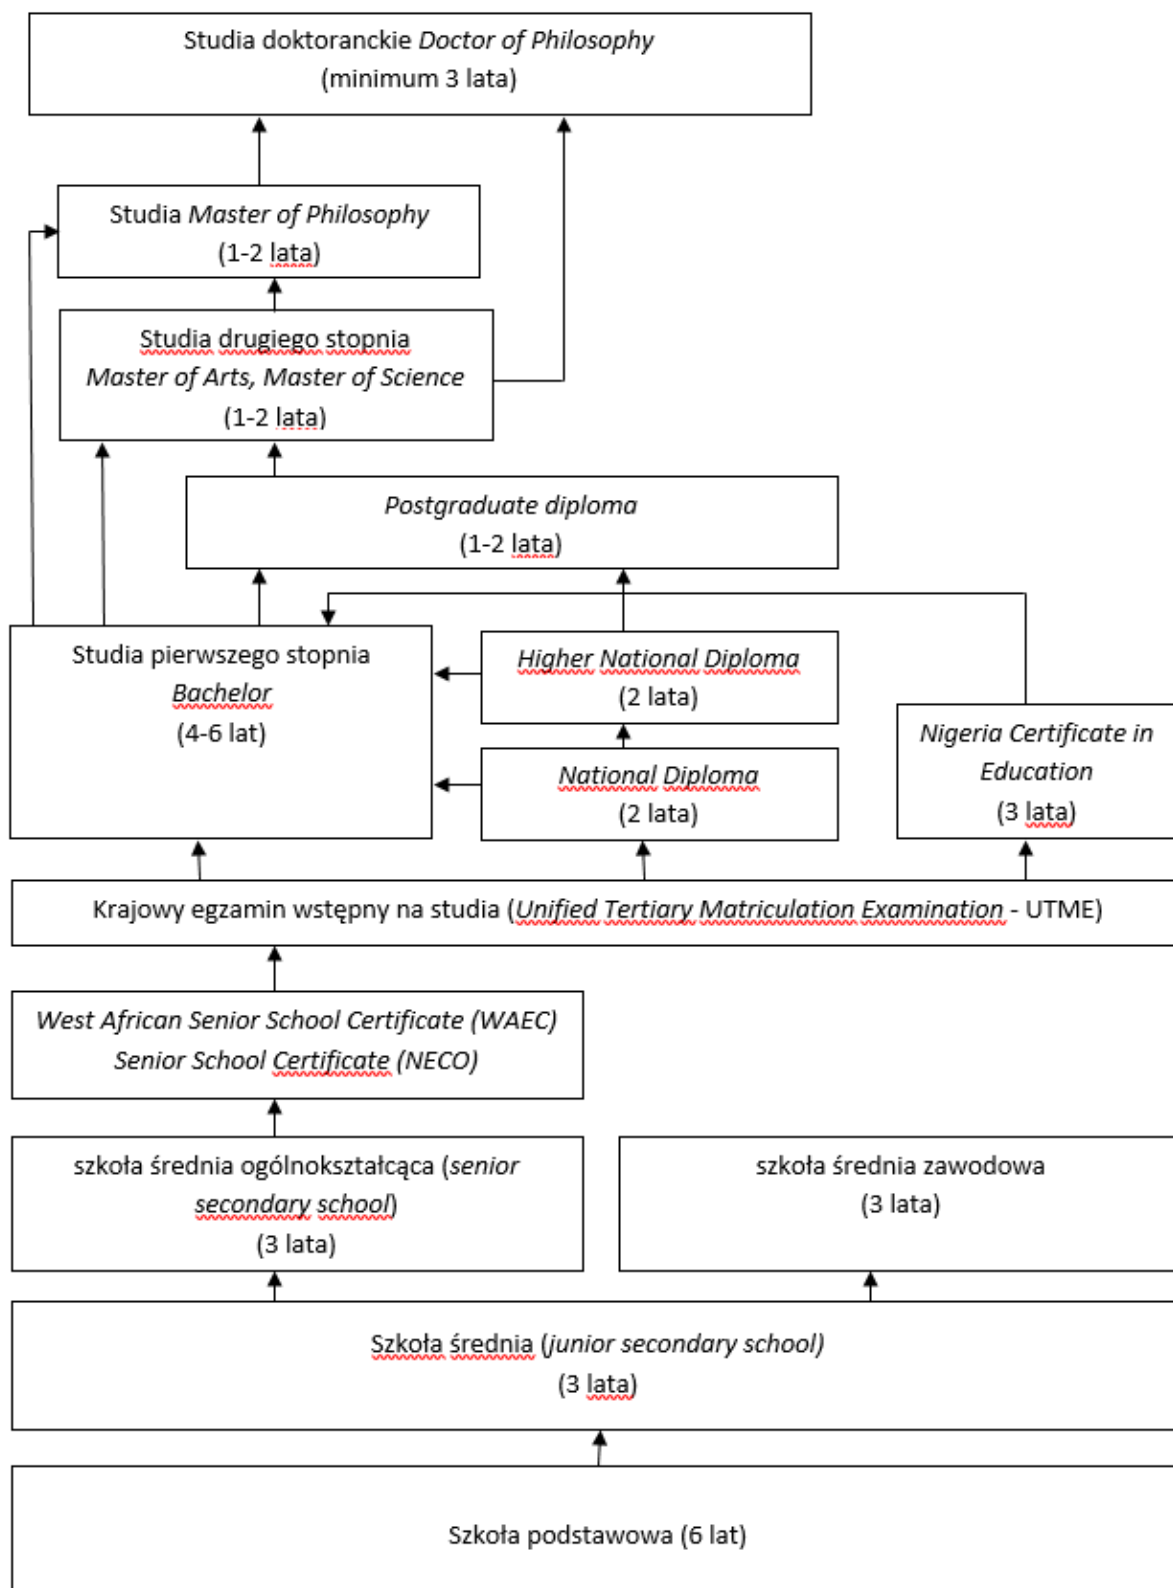 Studia doktoranckie Doctor of Philosophy
(minimum 3 lata)
Studia Master of Philosophy
(1-2 lata)
Studia drugiego stopnia
Master of Arts, Master of Science
(1-2 lata)
Postgraduate diploma
(1-2 lata)
Studia pierwszego stopnia
Bachelor
(4-6 lat)
Higher National Diploma
(2 lata)
National Diploma
(2 lata)
Nigeria Certificate in
Education
(3 lata)
Krajowy egzamin wstępny na studia (Unified Tertiary Matriculation Examination - UTME)
West African Senior School Certificate (WAEC)
Senior School Certificate (NECO)
szkoła średnia ogólnokształcąca (senior
secondary school)
(3 lata)
szkoła średnia zawodowa
(3 lata)
Szkoła średnia (junior secondary school)
(3 lata)
Szkoła podstawowa (6 lat)